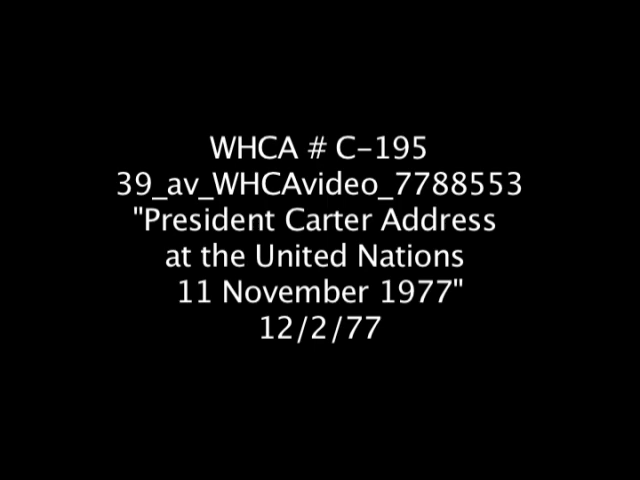 WHCA # C-195
39_av_WHCAvideo_7788553
"President Carter Address
at the United Nations
11 November 1977"
12/2/77